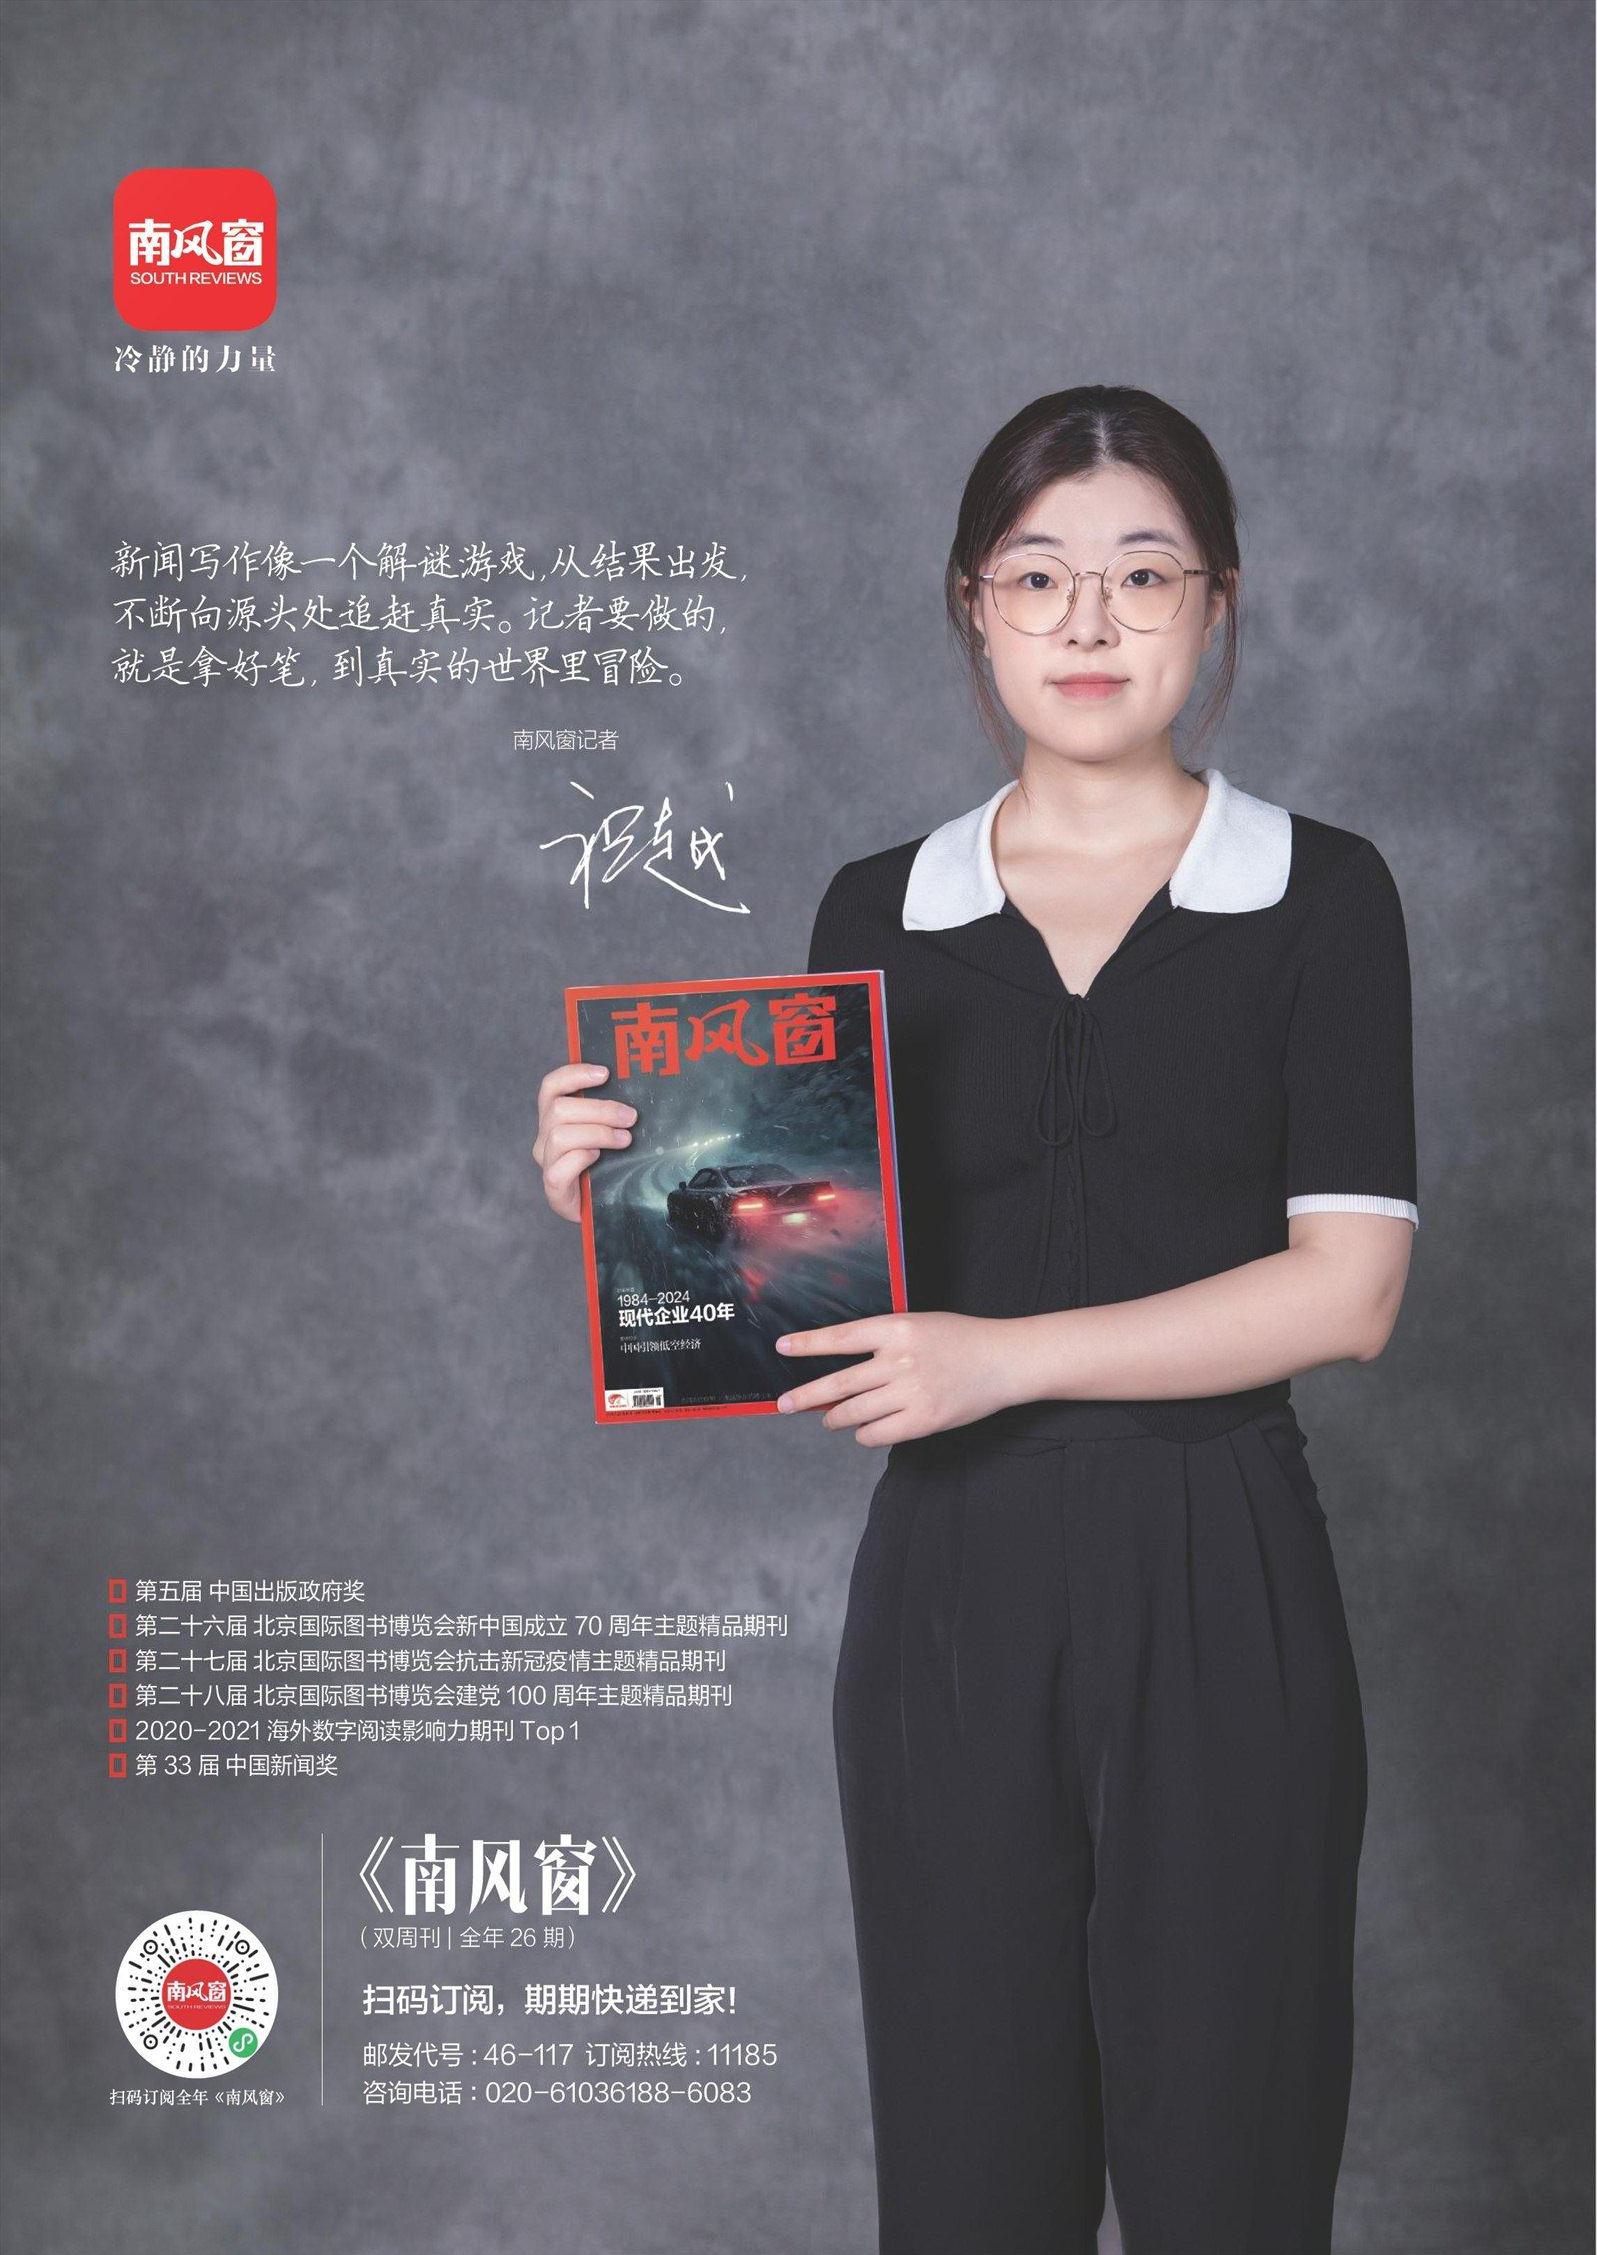 南风窗
SOUTH REVIEWS
冷静的力量
新闻写作像一个解谜游戏,从结果出发,
不断向源头处追赶真实。记者要做的,
就是拿好笔,到真实的世界里冒险。
南风窗记者
祝越
南风窗
1984—2024
现代企业40年
中国引领低空经济
第五届 中国出版政府奖
第二十六届 北京国际图书博览会新中国成立 70 周年主题精品期刊
第二十七届 北京国际图书博览会抗击新冠疫情主题精品期刊
第二十八届 北京国际图书博览会建党 100 周年主题精品期刊
2020-2021 海外数字阅读影响力期刊 Top 1
第 33 届 中国新闻奖
《南风窗》
(双周刊 | 全年 26 期)
扫码订阅，期期快递到家!
邮发代号:46-117 订阅热线:11185
咨询电话:020-61036188-6083
南风窗
SOUTH REVIEWS
扫码订阅全年《南风窗》